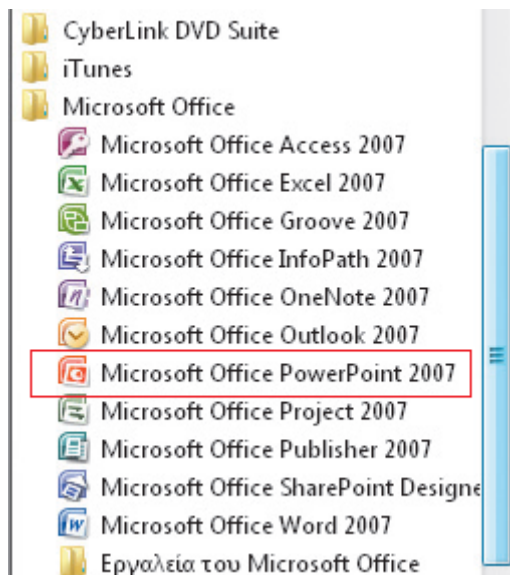 CyberLink DVD Suite
iTunes
Microsoft Office
Microsoft Office Access 2007
Microsoft Office Excel 2007
Microsoft Office Groove 2007
Microsoft Office InfoPath 2007
Microsoft Office OneNote 2007
Microsoft Office Outlook 2007
Microsoft Office PowerPoint 2007
Microsoft Office Project 2007
Microsoft Office Publisher 2007
Microsoft Office SharePoint Designe
Microsoft Office Word 2007
Εργαλεία του Microsoft Office